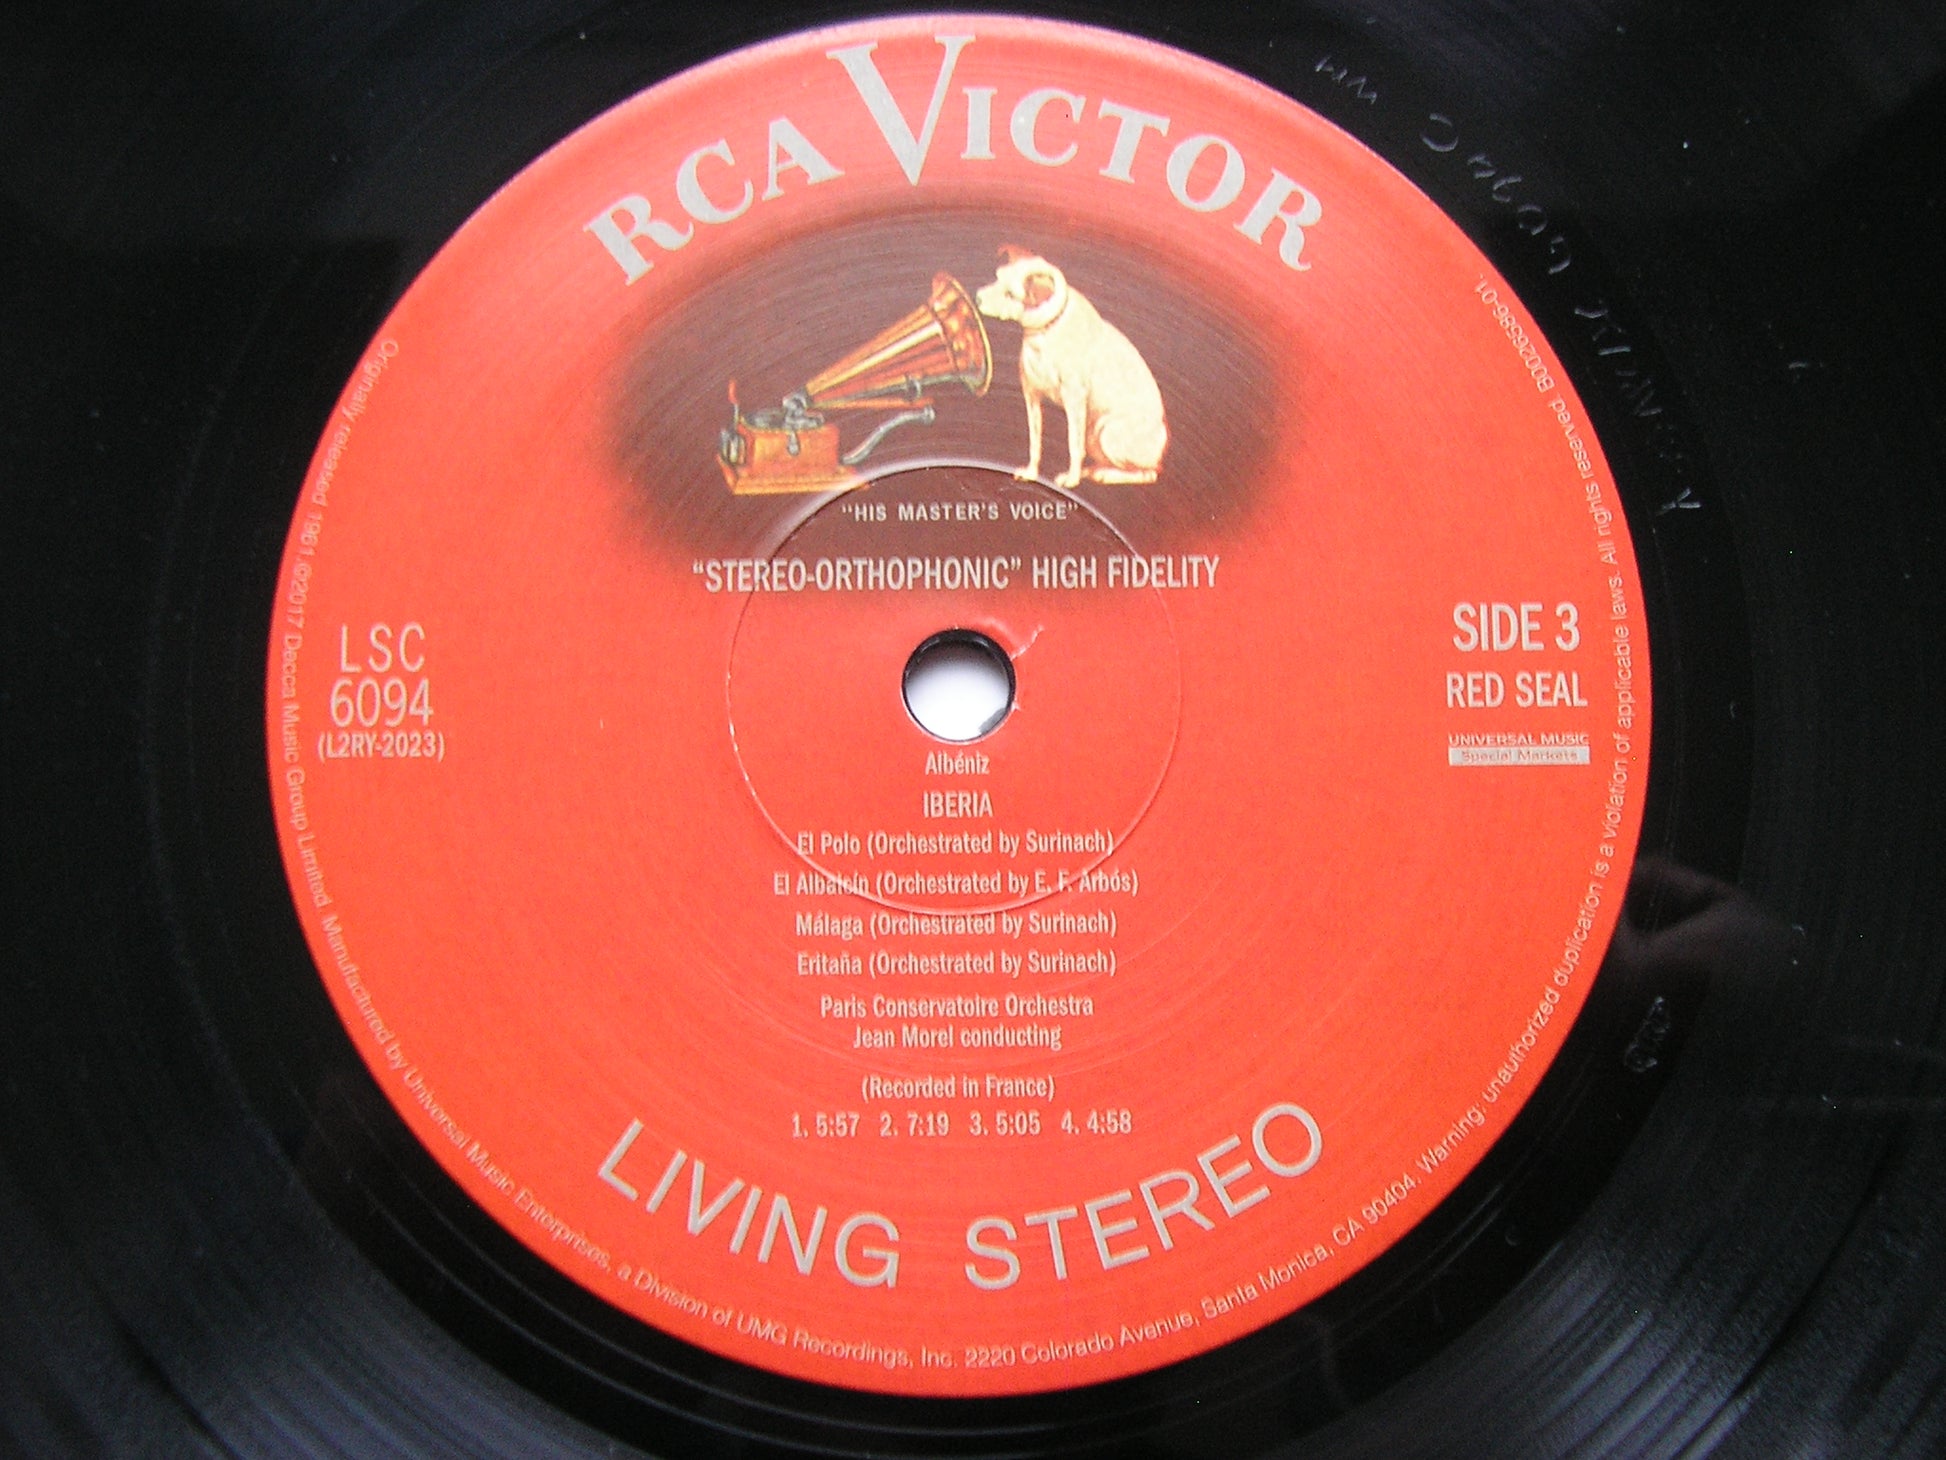 RCA VICTOR
"HIS MASTER'S VOICE"
"STEREO-ORTHOPHONIC" HIGH FIDELITY
LSC
6094
(L2RY-2023)
SIDE 3
RED SEAL
UNIVERSAL MUSIC
Special Markets
Albéniz
IBERIA
El Polo (Orchestrated by Surinach)
El Albaicín (Orchestrated by E. F. Arbós)
Málaga (Orchestrated by Surinach)
Eritaña (Orchestrated by Surinach)
Paris Conservatoire Orchestra
Jean Morel conducting
(Recorded in France)
1. 5:57 2. 7:19 3. 5:05 4. 4:58
LIVING STEREO
Originally released 1961 ℗2017 Decca Music Group Limited Manufactured by Universal Music Enterprises, a Division of UMG Recordings, Inc. 2220 Colorado Avenue, Santa Monica, CA 90404. Warning: unauthorized duplication is a violation of applicable laws. All rights reserved. B0026586-01.